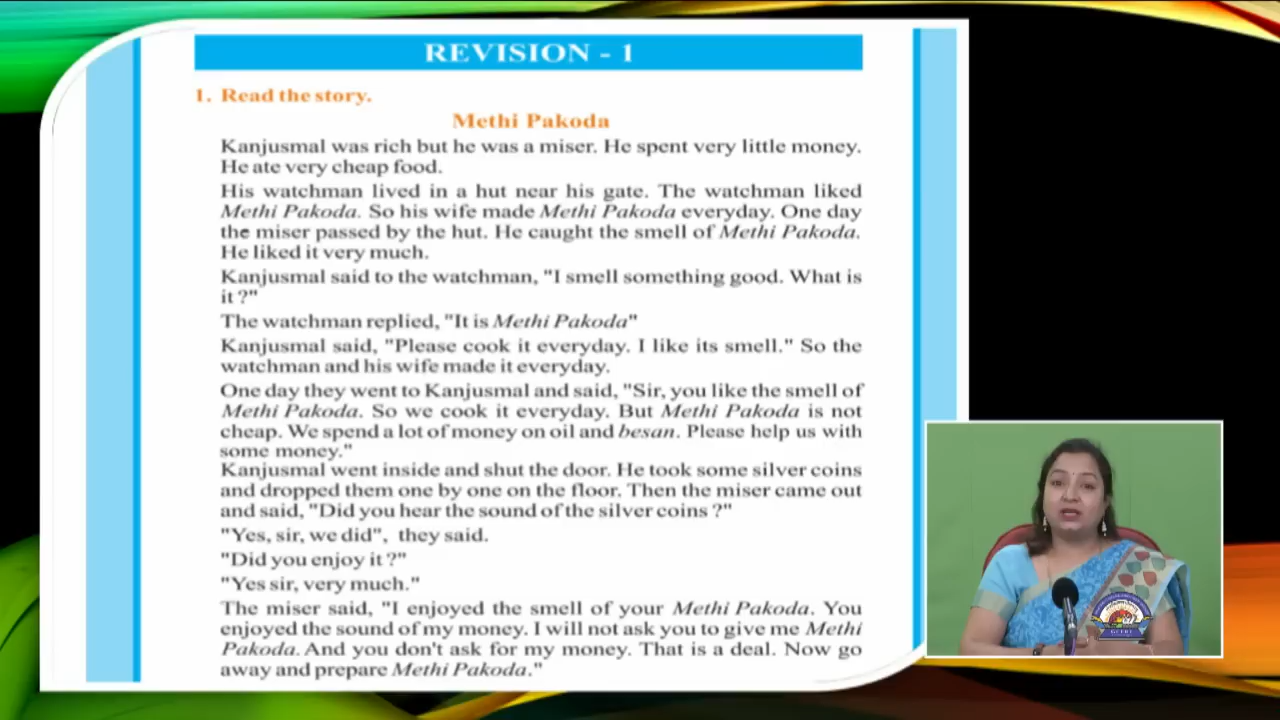 REVISION - 1
1. Read the story.
Methi Pakoda
Kanjusmal was rich but he was a miser. He spent very little money.
He ate very cheap food.
His watchman lived in a hut near his gate. The watchman liked
Methi Pakoda. So his wife made Methi Pakoda everyday. One day
the miser passed by the hut. He caught the smell of Methi Pakoda.
He liked it very much.
Kanjusmal said to the watchman, "I smell something good. What is
it ?"
The watchman replied, "It is Methi Pakoda"
Kanjusmal said, "Please cook it everyday. I like its smell." So the
watchman and his wife made it everyday.
One day they went to Kanjusmal and said, "Sir, you like the smell of
Methi Pakoda. So we cook it everyday. But Methi Pakoda is not
cheap. We spend a lot of money on oil and besan. Please help us with
some money."
Kanjusmal went inside and shut the door. He took some silver coins
and dropped them one by one on the floor. Then the miser came out
and said, "Did you hear the sound of the silver coins ?"
"Yes, sir, we did", they said.
"Did you enjoy it ?"
"Yes sir, very much."
The miser said, "I enjoyed the smell of your Methi Pakoda. You
enjoyed the sound of my money. I will not ask you to give me Methi
Pakoda. And you don't ask for my money. That is a deal. Now go
away and prepare Methi Pakoda."
GCERT